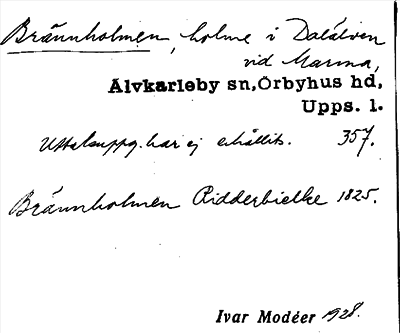 Brännholmen, holme i Dalälven
vid Marma,
Älvkarleby sn, Örbyhus hd,
Upps. l.
Uttalsuppg. har ej erhållits. 357.
Brännholmen Ridderbielke 1825.
Ivar Modéer 1928.